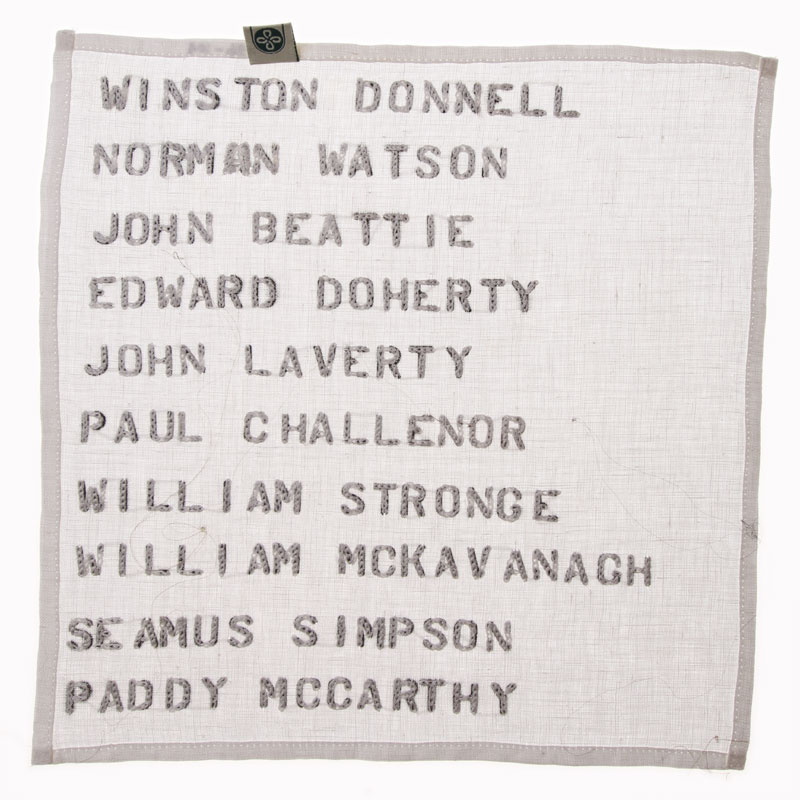 WINSTON DONNELL
NORMAN WATSON
JOHN BEATTIE
EDWARD DOHERTY
JOHN LAVERTY
PAUL CHALLENOR
WILLIAM STRONGE
WILLIAM MCKAVANAGH
SEAMUS SIMPSON
PADDY MCCARTHY